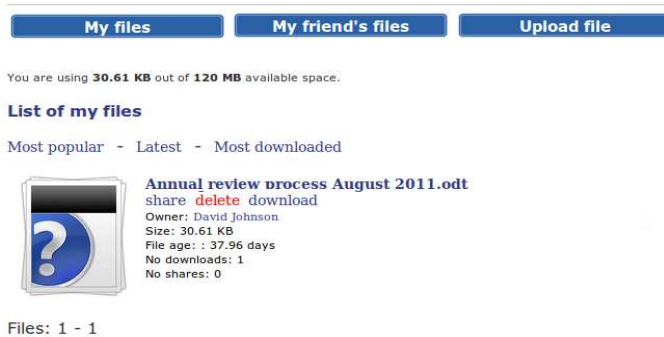 My files My friend's files Upload file
You are using 30.61 KB out of 120 MB available space.
List of my files
Most popular - Latest - Most downloaded
Annual review process August 2011.odt
share delete download
Owner: David Johnson
Size: 30.61 KB
File age: : 37.96 days
No downloads: 1
No shares: 0
?
Files: 1 - 1